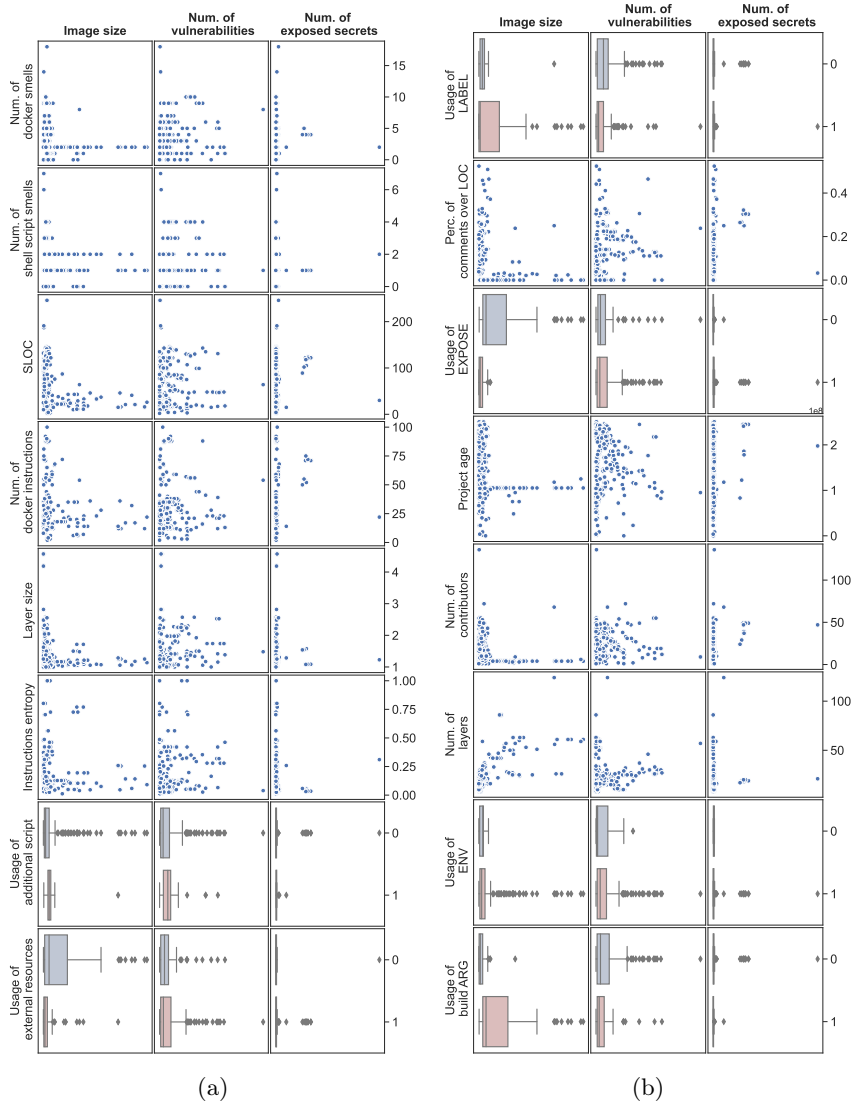 Image size
Num. of
vulnerabilities
Num. of
exposed secrets
Num. of
docker smells
15
10
5
0
Num. of
shell script smells
6
4
2
0
SLOC
200
100
0
Num. of
docker instructions
100
75
50
25
0
Layer size
4
3
2
1
Instructions entropy
1.00
0.75
0.50
0.25
0.00
Usage of
additional script
0
1
Usage of
external resources
0
1
(a)
Image size
Num. of
vulnerabilities
Num. of
exposed secrets
Usage of
LABEL
0
1
Perc. of
comments over LOC
0.4
0.2
0.0
Usage of
EXPOSE
0
1
1e8
Project age
2
1
0
Num. of
contributors
100
50
0
Num. of
layers
100
50
Usage of
ENV
0
1
Usage of
build ARG
0
1
(b)